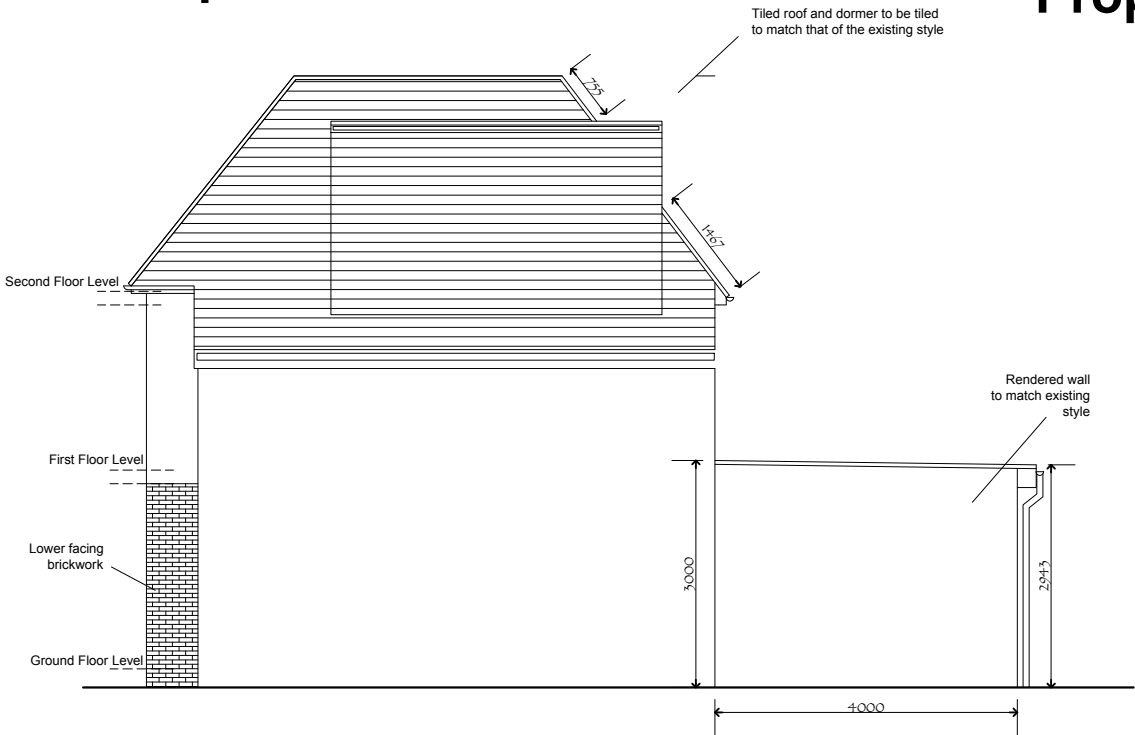 Tiled roof and dormer to be tiled
to match that of the existing style
755
1467
Second Floor Level
Rendered wall
to match existing
style
First Floor Level
Lower facing
brickwork
3000
2943
Ground Floor Level
4000